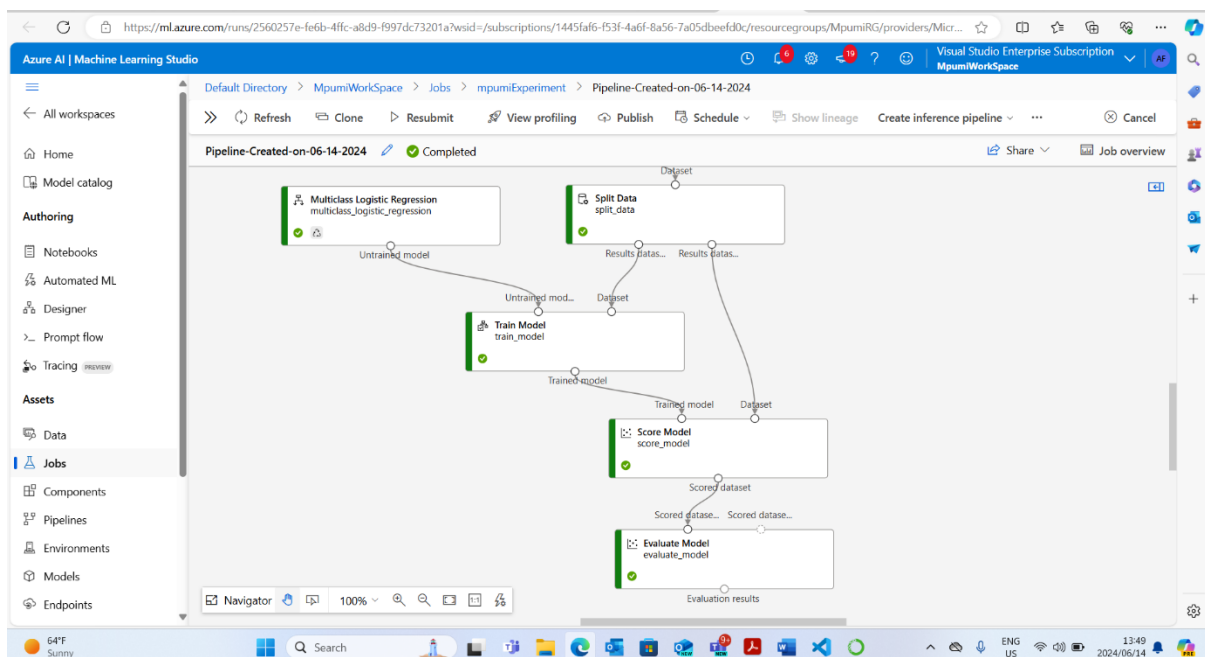 https://ml.azure.com/runs/2560257e-fe6b-4ffc-a8d9-f997dc73201a?wsid=/subscriptions/1445faf6-f53f-4a6f-8a56-7a05dbeefd0c/resourcegroups/MpumiRG/providers/Micr...
Azure AI | Machine Learning Studio
6
19
Visual Studio Enterprise Subscription
MpumiWorkSpace
AF
Default Directory > MpumiWorkSpace > Jobs > mpumiExperiment > Pipeline-Created-on-06-14-2024
All workspaces
Refresh Clone Resubmit View profiling Publish Schedule Show lineage Create inference pipeline ... Cancel
Home
Pipeline-Created-on-06-14-2024 Completed Share Job overview
Model catalog
Authoring
Notebooks
Automated ML
Designer
Prompt flow
Tracing PREVIEW
Assets
Data
Jobs
Components
Pipelines
Environments
Models
Endpoints
Dataset
Multiclass Logistic Regression
multiclass_logistic_regression
Untrained model
Split Data
split_data
Results datas... Results datas...
Untrained mod... Dataset
Train Model
train_model
Trained model
Trained model Dataset
Score Model
score_model
Scored dataset
Scored datase... Scored datase...
Evaluate Model
evaluate_model
Evaluation results
Navigator 100% 1:1
64°F
Sunny
Search
ENG
US
13:49
2024/06/14